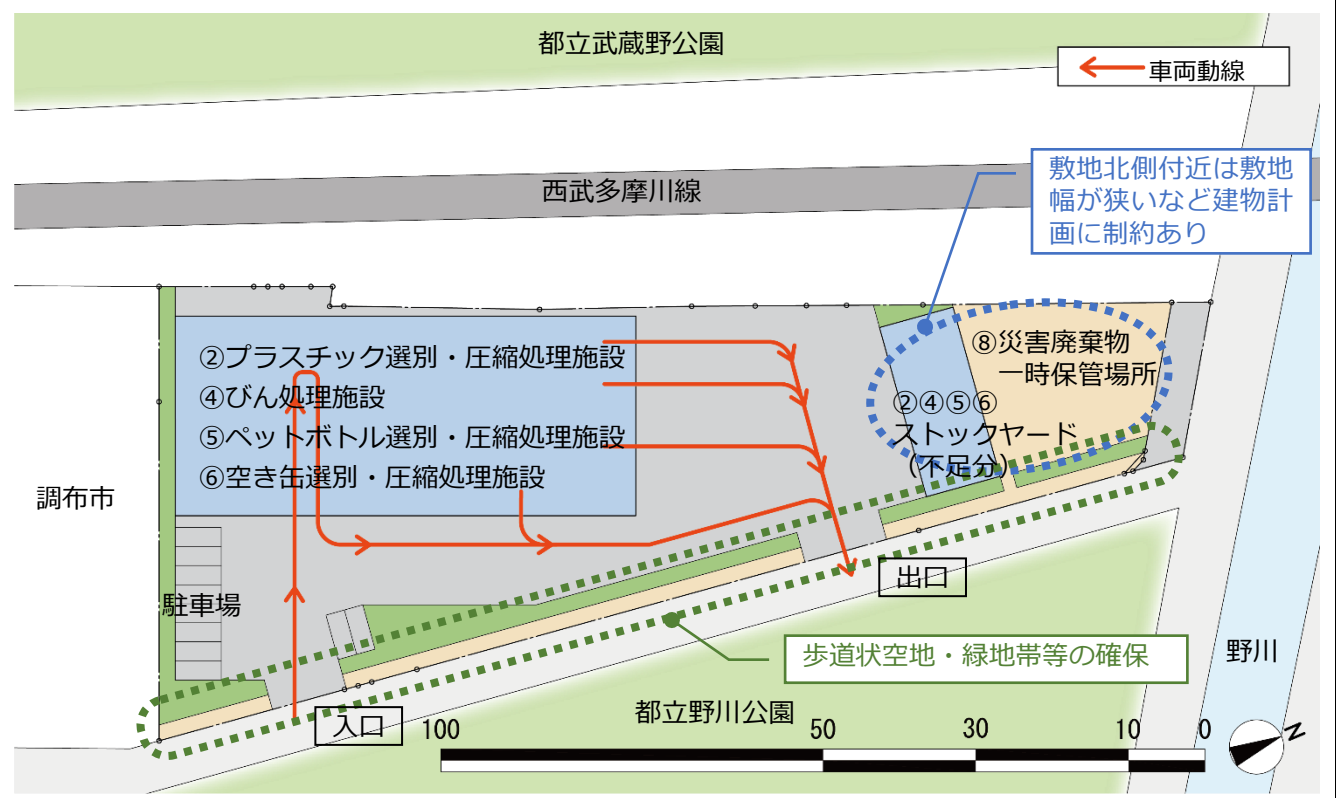 都立武蔵野公園
車両動線
敷地北側付近は敷地
幅が狭いなど建物計
画に制約あり
西武多摩川線
②プラスチック選別・圧縮処理施設
④びん処理施設
⑤ペットボトル選別・圧縮処理施設
⑥空き缶選別・圧縮処理施設
⑧災害廃棄物
一時保管場所
②④⑤⑥
ストックヤード
(不足分)
調布市
駐車場
出口
歩道状空地・緑地帯等の確保
野川
入口
都立野川公園
100 50 30 10 0
N